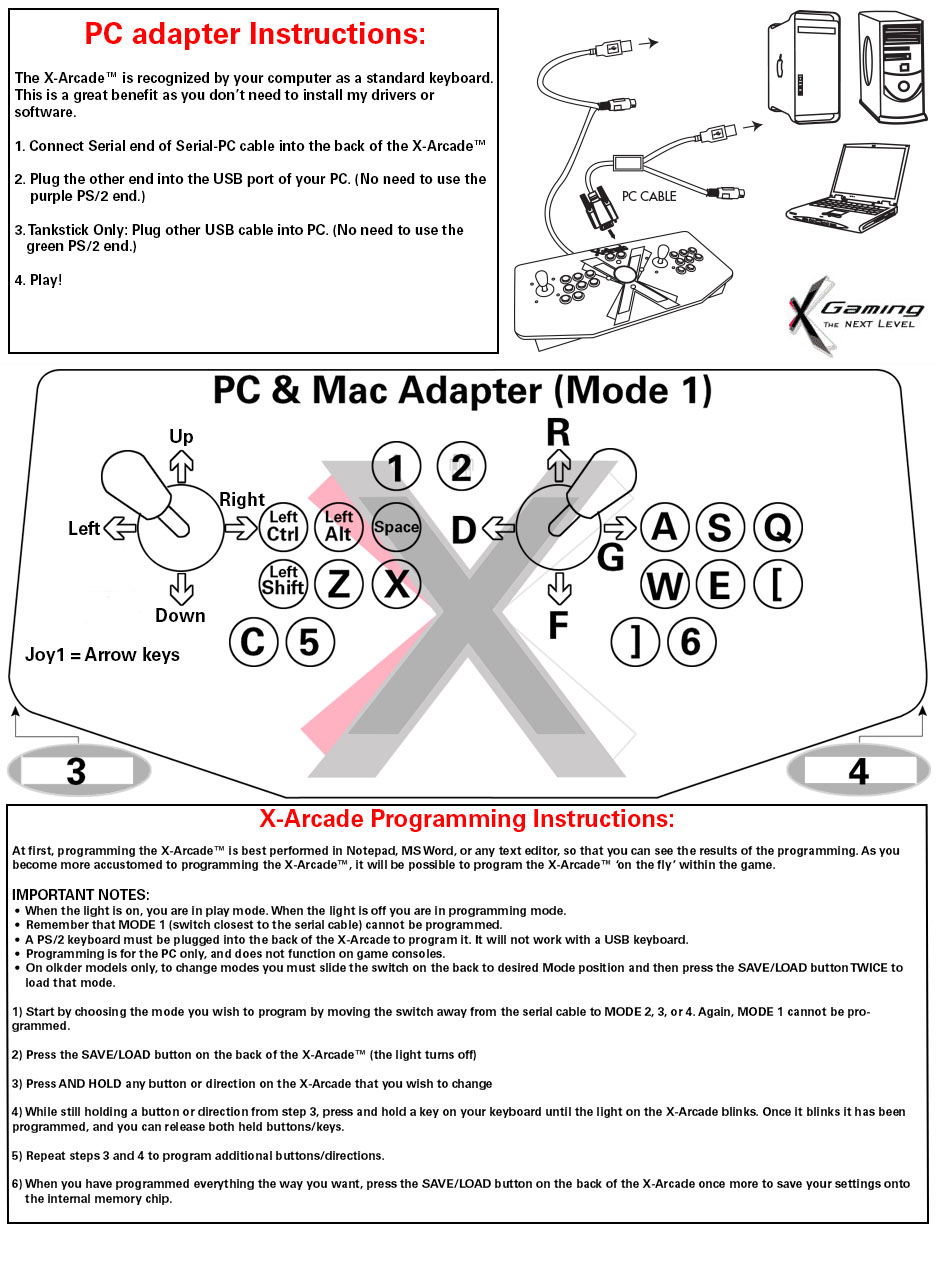 PC adapter Instructions:
The X-Arcade™ is recognized by your computer as a standard keyboard.
This is a great benefit as you don't need to install my drivers or
software.
1. Connect Serial end of Serial-PC cable into the back of the X-Arcade™
2. Plug the other end into the USB port of your PC. (No need to use the
purple PS/2 end.)
3. Tankstick Only: Plug other USB cable into PC. (No need to use the
green PS/2 end.)
4. Play!
PC CABLE
X Gaming
THE NEXT LEVEL
PC & Mac Adapter (Mode 1)
Up
R
1 2
Right
Left
Left Ctrl
Left Alt
Space
D
G
A S Q
Left Shift
Z X
W E [
Down
F
C 5
] 6
Joy1 = Arrow keys
3
4
X-Arcade Programming Instructions:
At first, programming the X-Arcade™ is best performed in Notepad, MS Word, or any text editor, so that you can see the results of the programming. As you
become more accustomed to programming the X-Arcade™, it will be possible to program the X-Arcade™ 'on the fly' within the game.
IMPORTANT NOTES:
• When the light is on, you are in play mode. When the light is off you are in programming mode.
• Remember that MODE 1 (switch closest to the serial cable) cannot be programmed.
• A PS/2 keyboard must be plugged into the back of the X-Arcade to program it. It will not work with a USB keyboard.
• Programming is for the PC only, and does not function on game consoles.
• On olkder models only, to change modes you must slide the switch on the back to desired Mode position and then press the SAVE/LOAD button TWICE to
load that mode.
1) Start by choosing the mode you wish to program by moving the switch away from the serial cable to MODE 2, 3, or 4. Again, MODE 1 cannot be pro-
grammed.
2) Press the SAVE/LOAD button on the back of the X-Arcade™ (the light turns off)
3) Press AND HOLD any button or direction on the X-Arcade that you wish to change
4) While still holding a button or direction from step 3, press and hold a key on your keyboard until the light on the X-Arcade blinks. Once it blinks it has been
programmed, and you can release both held buttons/keys.
5) Repeat steps 3 and 4 to program additional buttons/directions.
6) When you have programmed everything the way you want, press the SAVE/LOAD button on the back of the X-Arcade once more to save your settings onto
the internal memory chip.